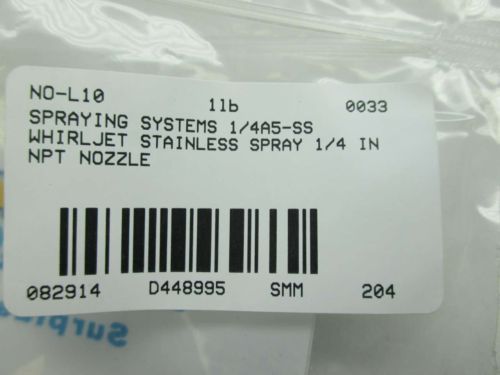 NO-L10 1lb 0033
SPRAYING SYSTEMS 1/4A5-SS
WHIRLJET STAINLESS SPRAY 1/4 IN
NPT NOZZLE
082914 D448995 SMM 204